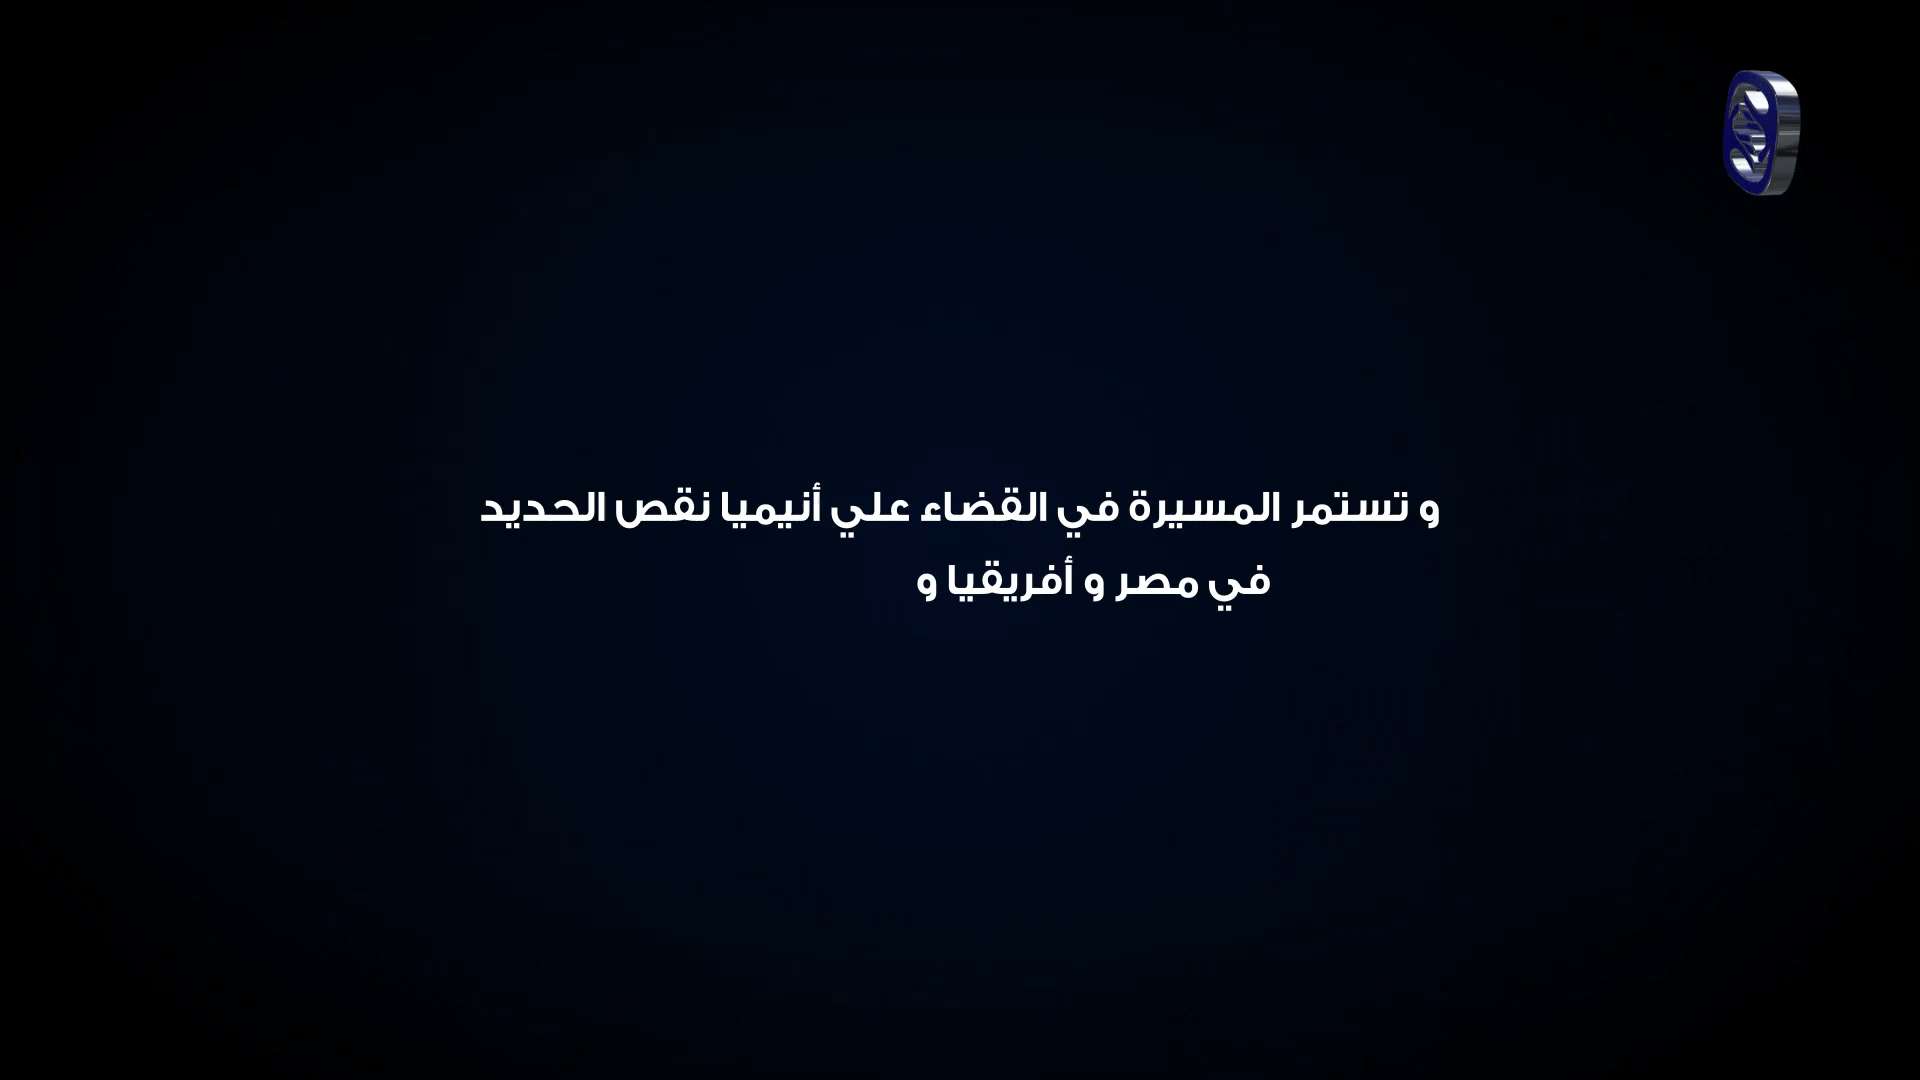 و تستمر المسيرة في القضاء علي أنيميا نقص الحديد
في مصر و أفريقيا و